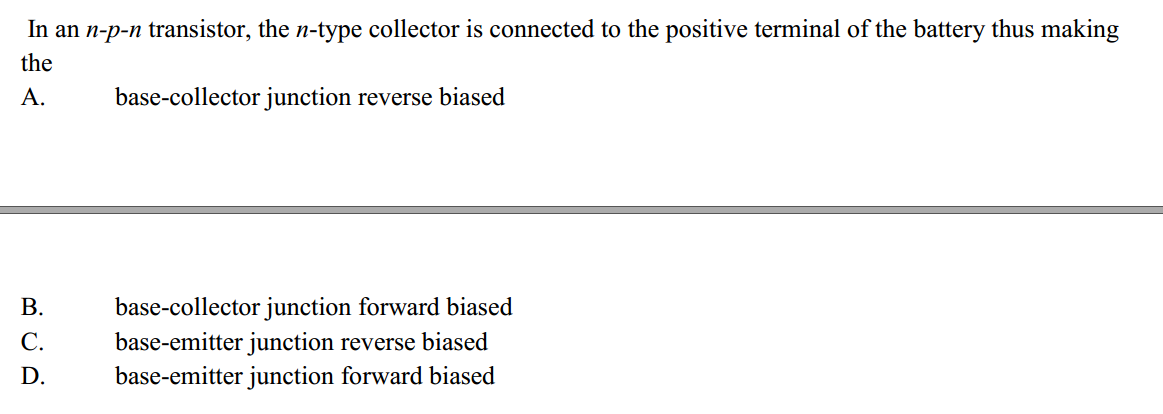 In an n-p-n transistor, the n-type collector is connected to the positive terminal of the battery thus making
the
A. base-collector junction reverse biased
B. base-collector junction forward biased
C. base-emitter junction reverse biased
D. base-emitter junction forward biased